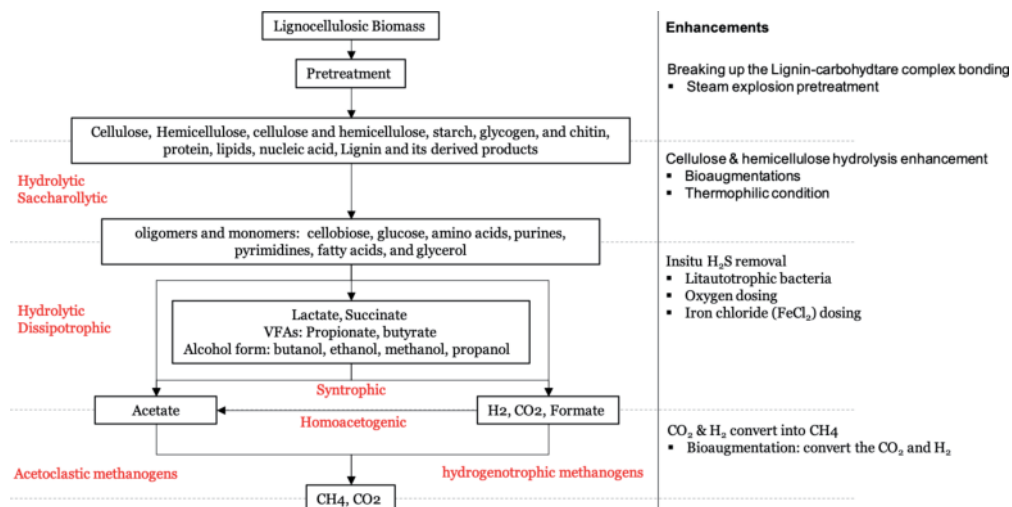 Lignocellulosic Biomass
Pretreatment
Cellulose, Hemicellulose, cellulose and hemicellulose, starch, glycogen, and chitin,
protein, lipids, nucleic acid, Lignin and its derived products
Hydrolytic
Saccharollytic
oligomers and monomers: cellobiose, glucose, amino acids, purines,
pyrimidines, fatty acids, and glycerol
Hydrolytic
Dissipotrophic
Lactate, Succinate
VFAs: Propionate, butyrate
Alcohol form: butanol, ethanol, methanol, propanol
Syntrophic
Acetate
Homoacetogenic
H2, CO2, Formate
Acetoclastic methanogens
hydrogenotrophic methanogens
CH4, CO2
Enhancements
Breaking up the Lignin-carbohydtare complex bonding
▪ Steam explosion pretreatment
Cellulose & hemicellulose hydrolysis enhancement
▪ Bioaugmentations
▪ Thermophilic condition
Insitu H₂S removal
▪ Litautotrophic bacteria
▪ Oxygen dosing
▪ Iron chloride (FeCl₂) dosing
CO₂ & H₂ convert into CH4
▪ Bioaugmentation: convert the CO₂ and H₂